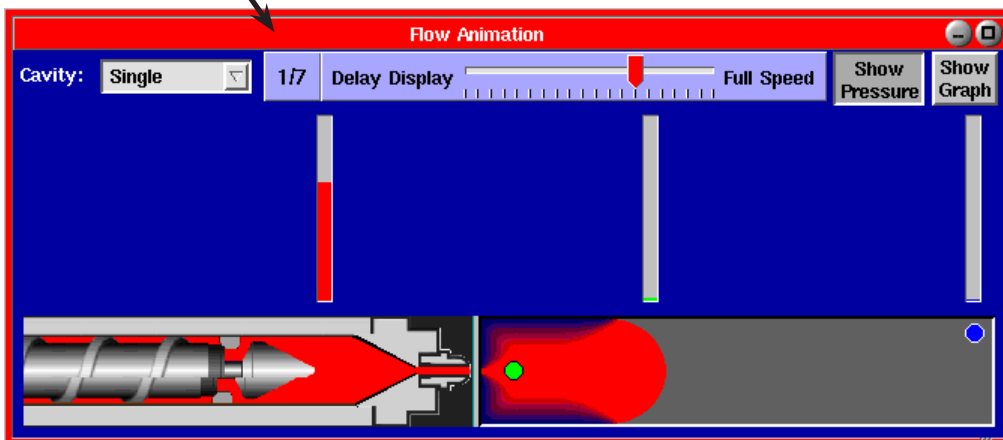 Flow Animation
Cavity: Single 1/7 Delay Display Full Speed Show Pressure Show Graph